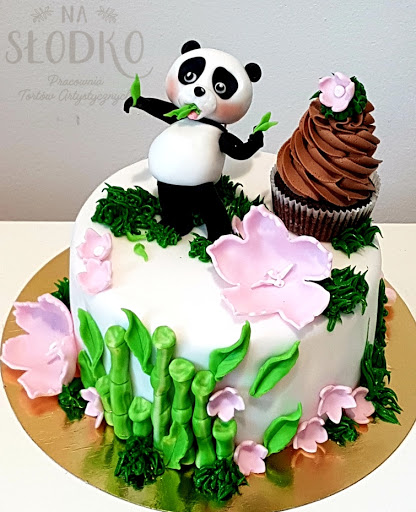 NA
SŁODKO
Pracownia
Tortów Artystycznych